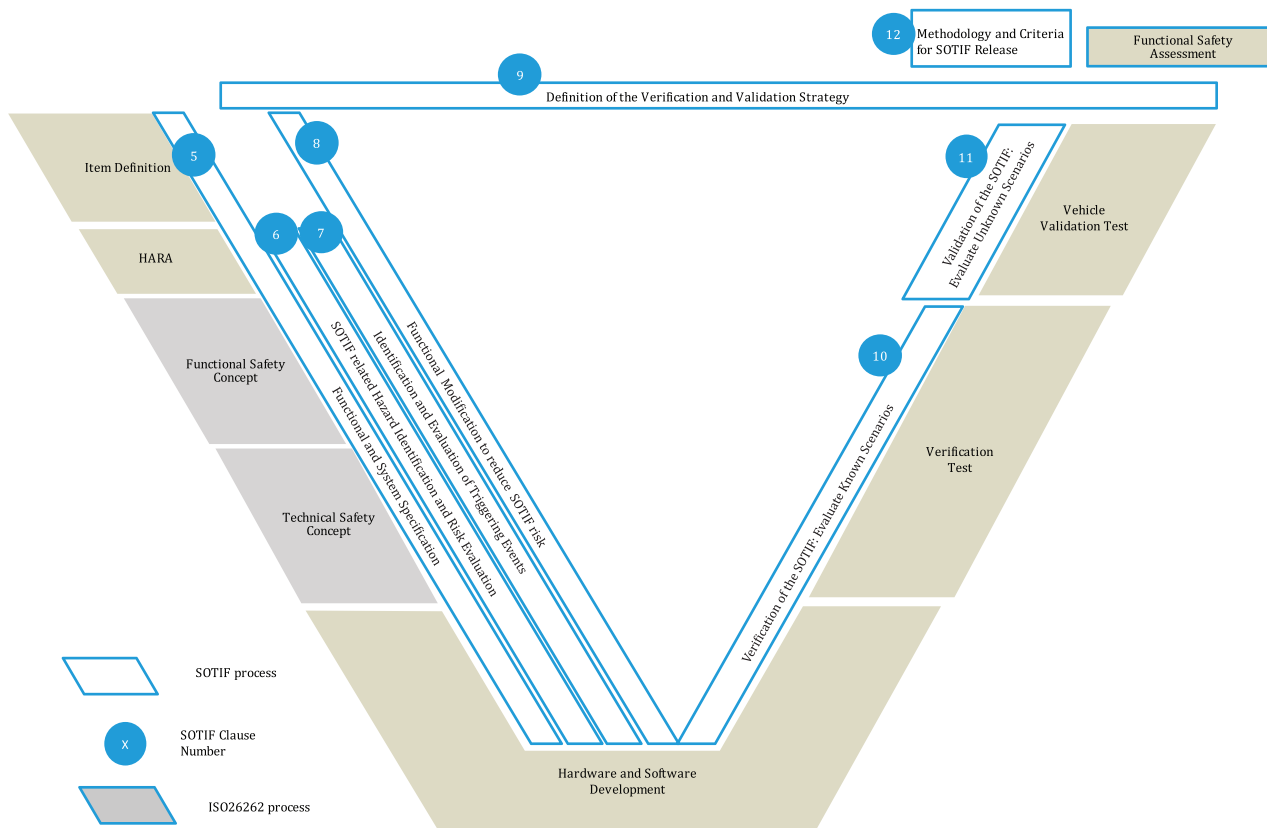 12
Methodology and Criteria
for SOTIF Release
Functional Safety
Assessment
9
Definition of the Verification and Validation Strategy
5
8
11
Item Definition
Validation of the SOTIF:
Evaluate Unknown Scenarios
Vehicle
Validation Test
6
7
HARA
Functional Safety
Concept
10
Functional and System Specification
SOTIF related Hazard Identification and Risk Evaluation
Identification and Evaluation of Triggering Events
Functional Modification to reduce SOTIF risk
Verification of the SOTIF: Evaluate Known Scenarios
Verification
Test
Technical Safety
Concept
Hardware and Software
Development
SOTIF process
X
SOTIF Clause
Number
ISO26262 process